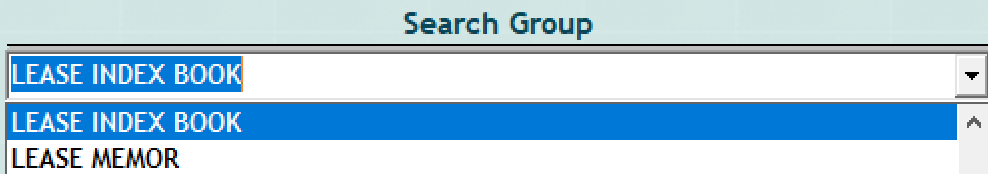 Search Group
LEASE INDEX BOOK
LEASE INDEX BOOK
LEASE MEMOR